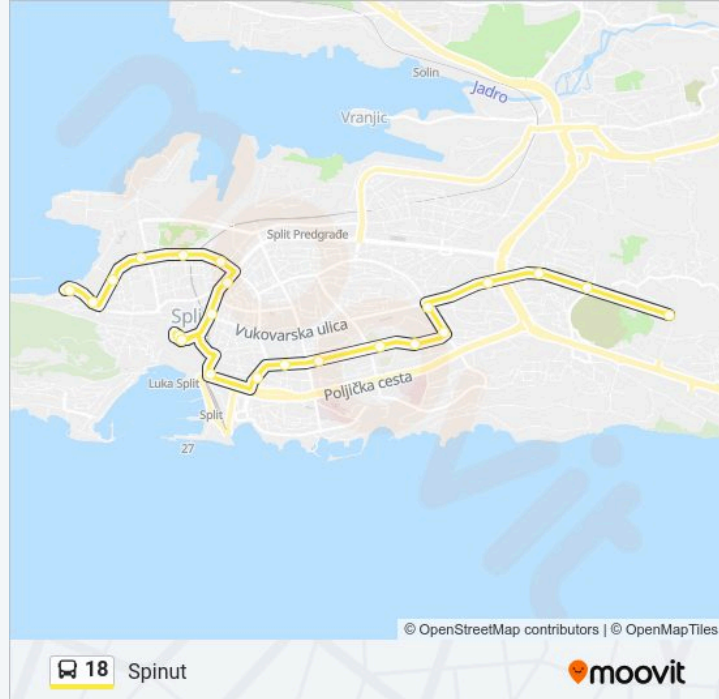 Solin
Jadro
Vranjic
Split Predgrađe
Split
Vukovarska ulica
Luka Split
Poljička cesta
Split
27
© OpenStreetMap contributors | © OpenMapTiles
18 Spinut
moovit